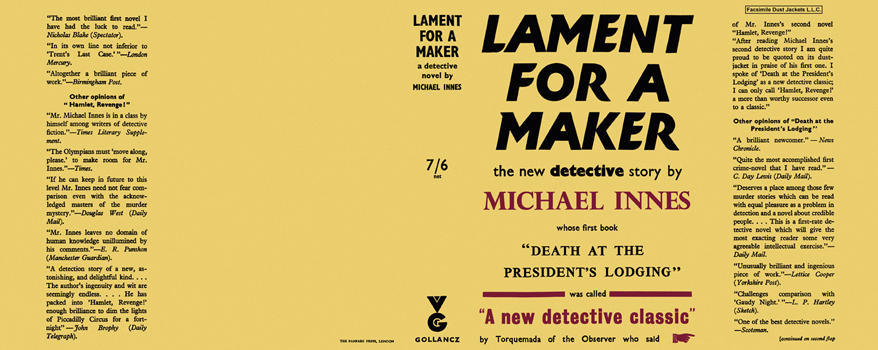 "The most brilliant first novel I
have had the luck to read."—
Nicholas Blake (Spectator).
"In its own line not inferior to
'Trent's Last Case.'"—London
Mercury.
"Altogether a brilliant piece of
work."—Birmingham Post.
Other opinions of
"Hamlet, Revenge!"
"Mr. Michael Innes is in a class by
himself among writers of detective
fiction."—Times Literary Supple-
ment.
"The Olympians must 'move along,
please,' to make room for Mr.
Innes."—Times.
"If he can keep in future to this
level Mr. Innes need not fear com-
parison even with the acknow-
ledged masters of the murder
mystery."—Douglas West (Daily
Mail).
"Mr. Innes leaves no domain of
human knowledge unillumined by
his comments."—E. R. Punshon
(Manchester Guardian).
"A detection story of a new, as-
tonishing, and delightful kind. . . .
The author's ingenuity and wit are
seemingly endless. . . . He has
packed into 'Hamlet, Revenge!'
enough brilliance to dim the lights
of Piccadilly Circus for a fort-
night"—John Brophy (Daily
Telegraph).
THE FANFARE PRESS, LONDON
LAMENT
FOR A
MAKER
a detective
novel by
MICHAEL INNES
7/6
net
VG
GOLLANCZ
LAMENT
FOR A
MAKER
the new detective story by
MICHAEL INNES
whose first book
"DEATH AT THE
PRESIDENT'S LODGING"
was called
"A new detective classic"
by Torquemada of the Observer who said
Facsimile Dust Jackets L.L.C.
of Mr. Innes's second novel
"Hamlet, Revenge!"
"After reading Michael Innes's
second detective story I am quite
proud to be quoted on its dust-
jacket in praise of his first one. I
spoke of 'Death at the President's
Lodging' as a new detective classic;
I can only call 'Hamlet, Revenge!'
a more than worthy successor even
to a classic."
Other opinions of "Death at the
President's Lodging"
"A brilliant newcomer."—News
Chronicle.
"Quite the most accomplished first
crime-novel that I have read."—
C. Day Lewis (Daily Mail).
"Deserves a place among those few
murder stories which can be read
with equal pleasure as a problem in
detection and a novel about credible
people. . . . This is a first-rate de-
tective novel which will give the
most exacting reader some very
agreeable intellectual exercise."—
Daily Mail.
"Unusually brilliant and ingenious
piece of work."—Lettice Cooper
(Yorkshire Post).
"Challenges comparison with
'Gaudy Night.'"—L. P. Hartley
(Sketch).
"One of the best detective novels."
—Scotsman.
(continued on second flap